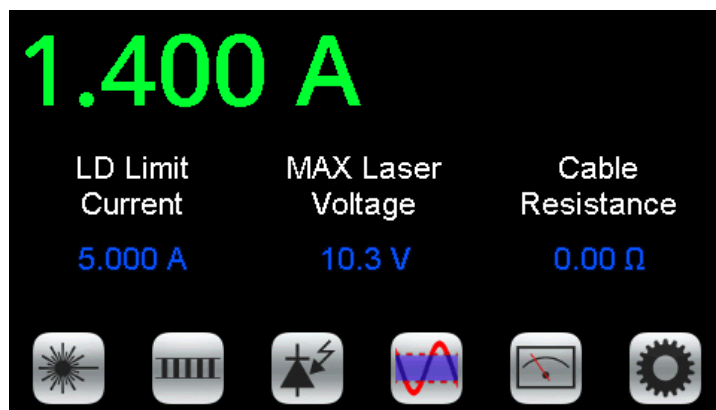 1.400 A
LD Limit Current
MAX Laser Voltage
Cable Resistance
5.000 A
10.3 V
0.00 Ω